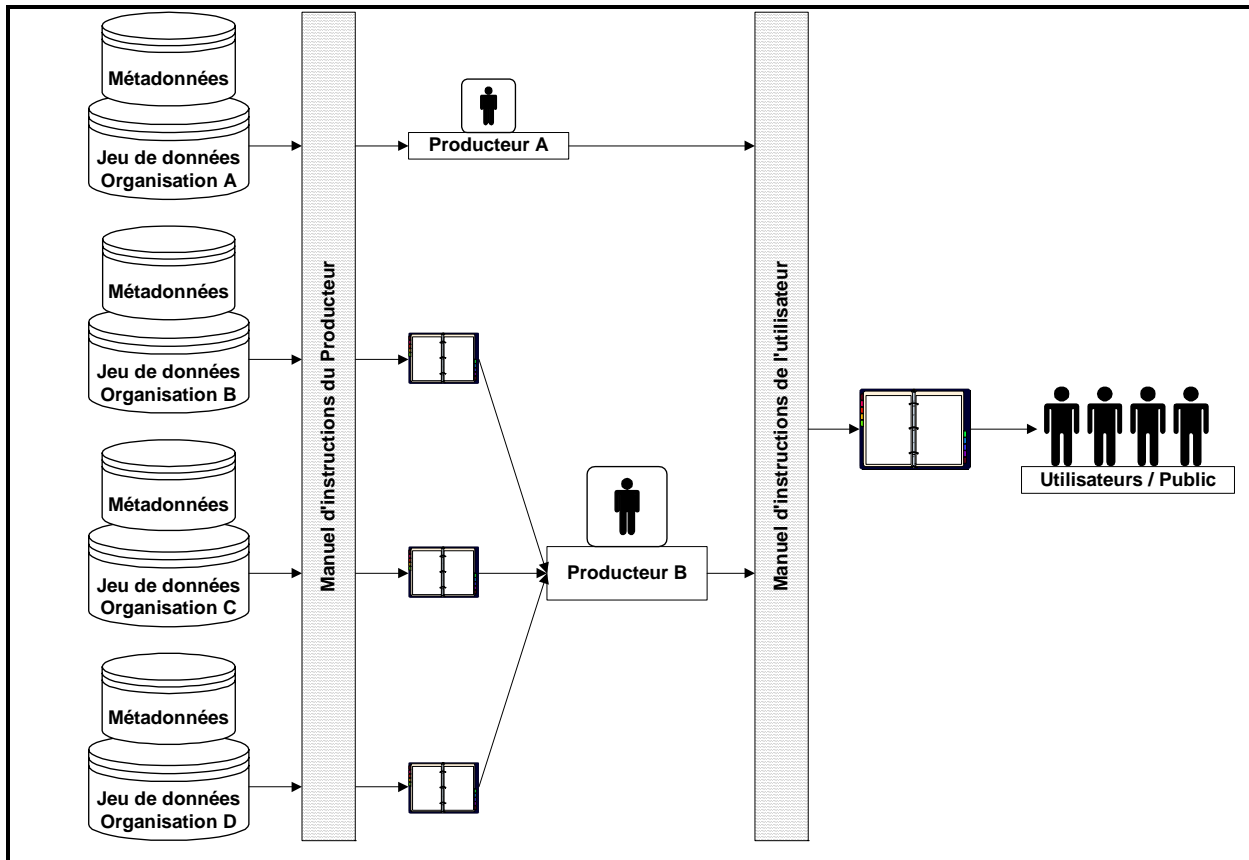 Métadonnées
Jeu de données
Organisation A
Métadonnées
Jeu de données
Organisation B
Métadonnées
Jeu de données
Organisation C
Métadonnées
Jeu de données
Organisation D
Manuel d'instructions du Producteur
Producteur A
Producteur B
Manuel d'instructions de l'utilisateur
Utilisateurs / Public